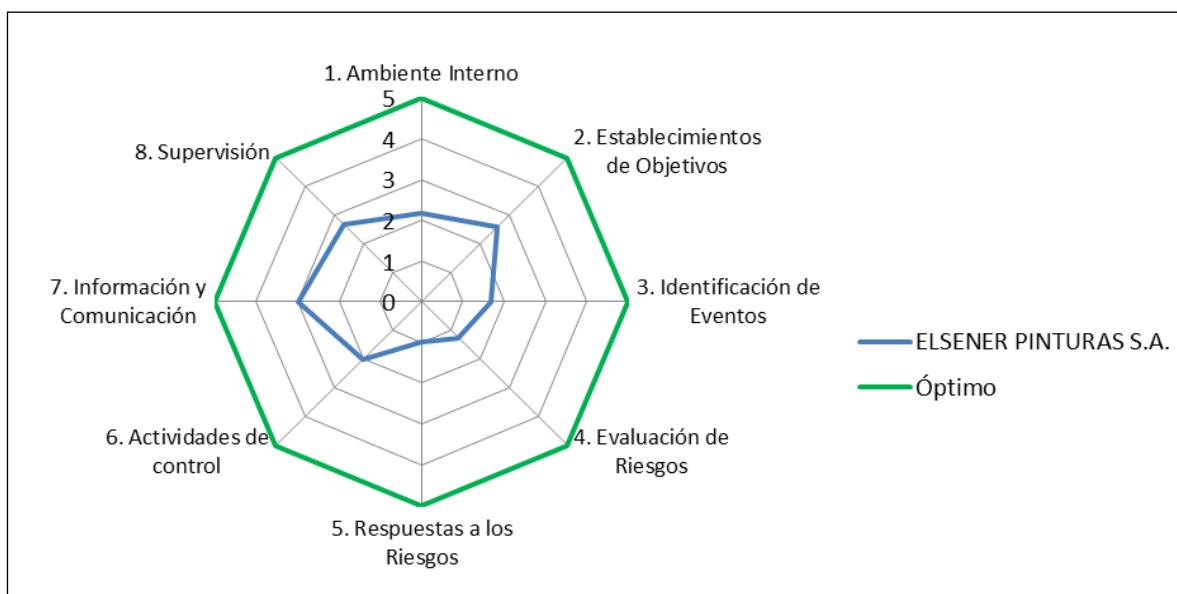 1. Ambiente Interno
2. Establecimientos
de Objetivos
3. Identificación de
Eventos
4. Evaluación de
Riesgos
5. Respuestas a los
Riesgos
6. Actividades de
control
7. Información y
Comunicación
8. Supervisión
5
4
3
2
1
0
ELSENER PINTURAS S.A.
Óptimo